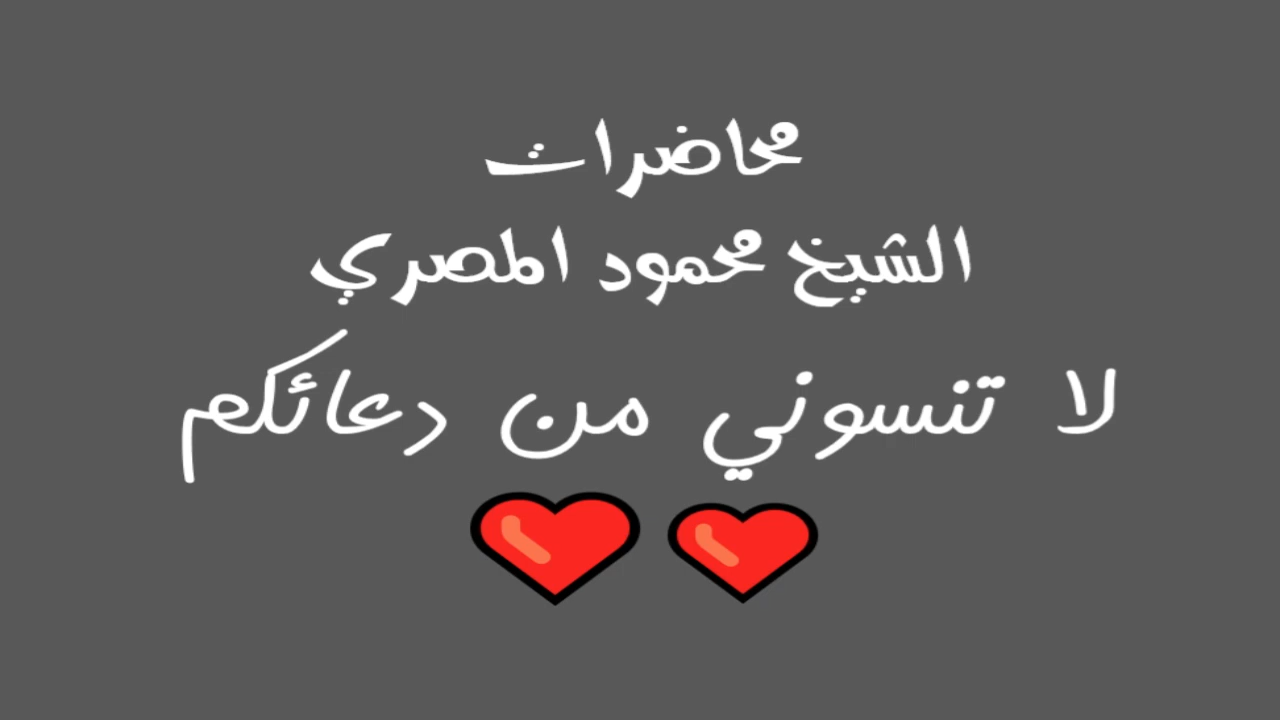 محاضرات
الشيخ محمود المصري
لا تنسوني من دعائكم